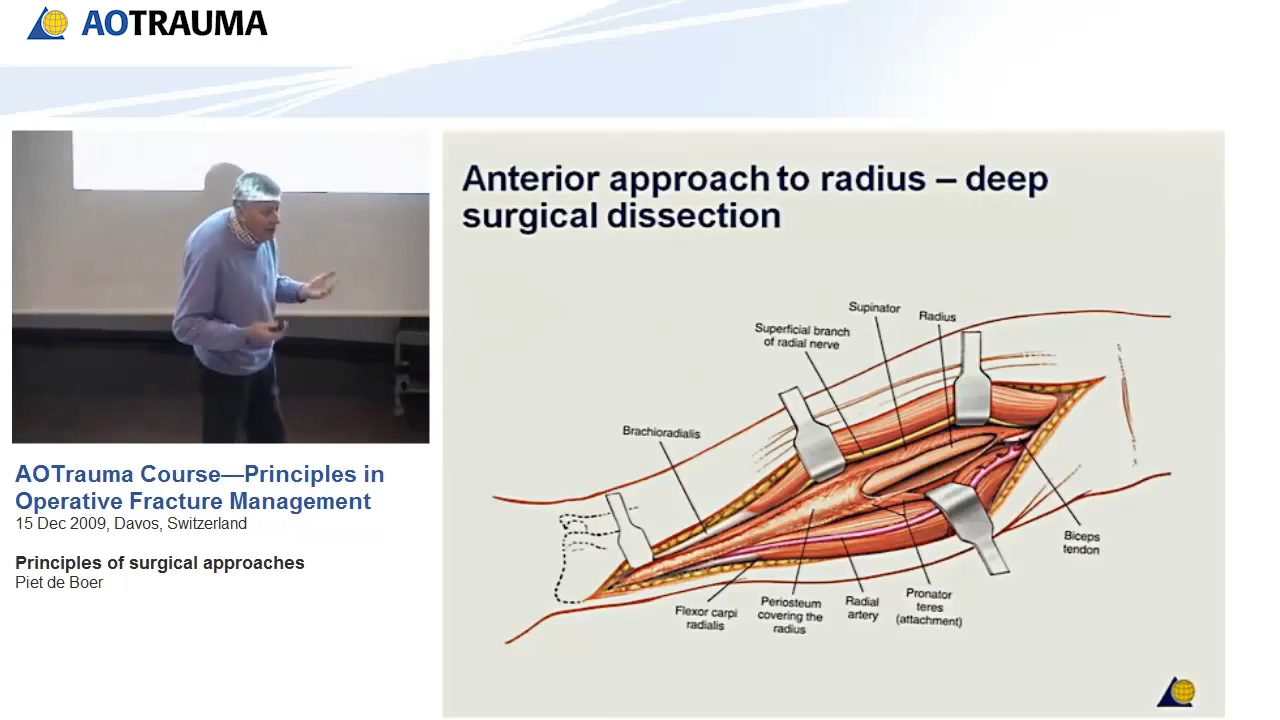 AOTRAUMA
Anterior approach to radius – deep
surgical dissection
Supinator
Radius
Superficial branch
of radial nerve
Brachioradialis
Biceps
tendon
Flexor carpi
radialis
Periosteum
covering the
radius
Radial
artery
Pronator
teres
(attachment)
AOTrauma Course—Principles in
Operative Fracture Management
15 Dec 2009, Davos, Switzerland
Principles of surgical approaches
Piet de Boer